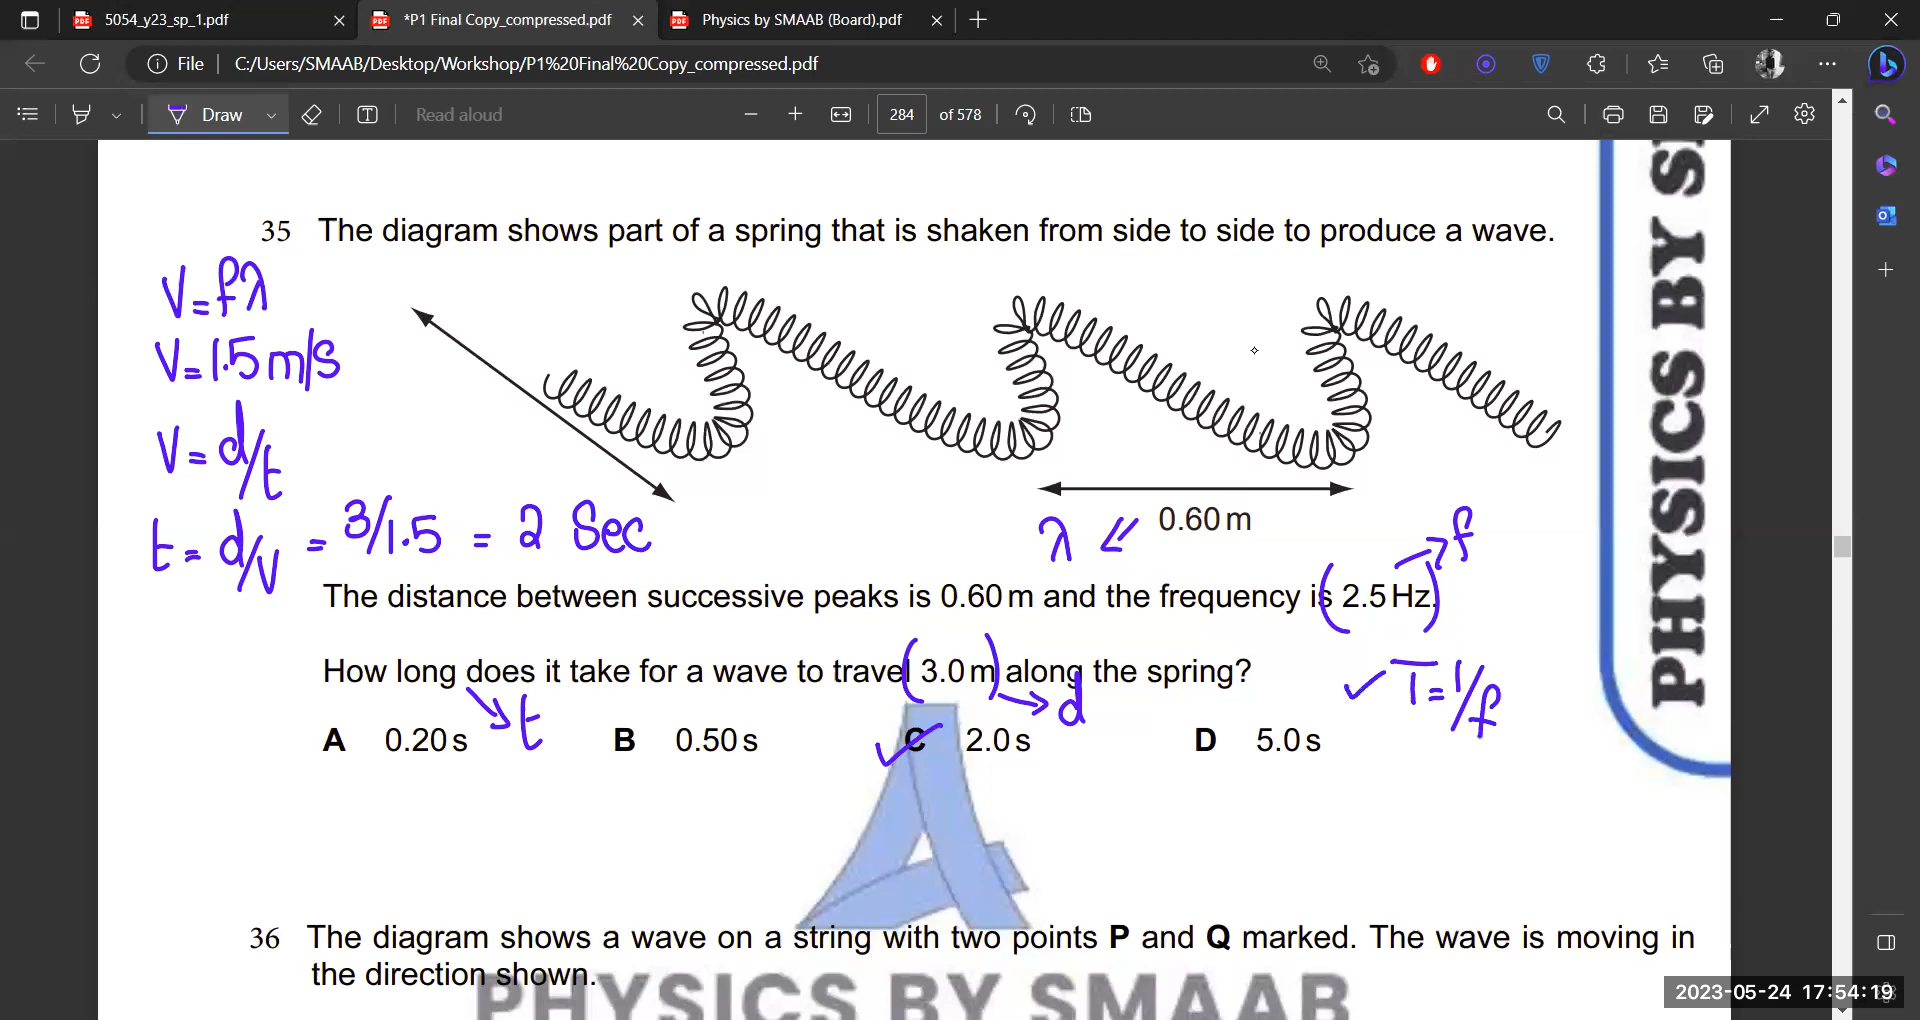 5054_y23_sp_1.pdf
*P1 Final Copy_compressed.pdf
Physics by SMAAB (Board).pdf
File
C:/Users/SMAAB/Desktop/Workshop/P1%20Final%20Copy_compressed.pdf
Draw
Read aloud
284 of 578
35 The diagram shows part of a spring that is shaken from side to side to produce a wave.
V=fλ
V=1.5m/s
V=d/t
t=d/V = 3/1.5 = 2 Sec
0.60 m
λ
f
The distance between successive peaks is 0.60 m and the frequency is (2.5 Hz).
How long does it take for a wave to travel (3.0 m) along the spring?
t
d
✓ T=1/f
A 0.20 s B 0.50 s C 2.0 s D 5.0 s
36 The diagram shows a wave on a string with two points P and Q marked. The wave is moving in
the direction shown.
PHYSICS BY SMAAB
PHYSICS BY
2023-05-24 17:54:19